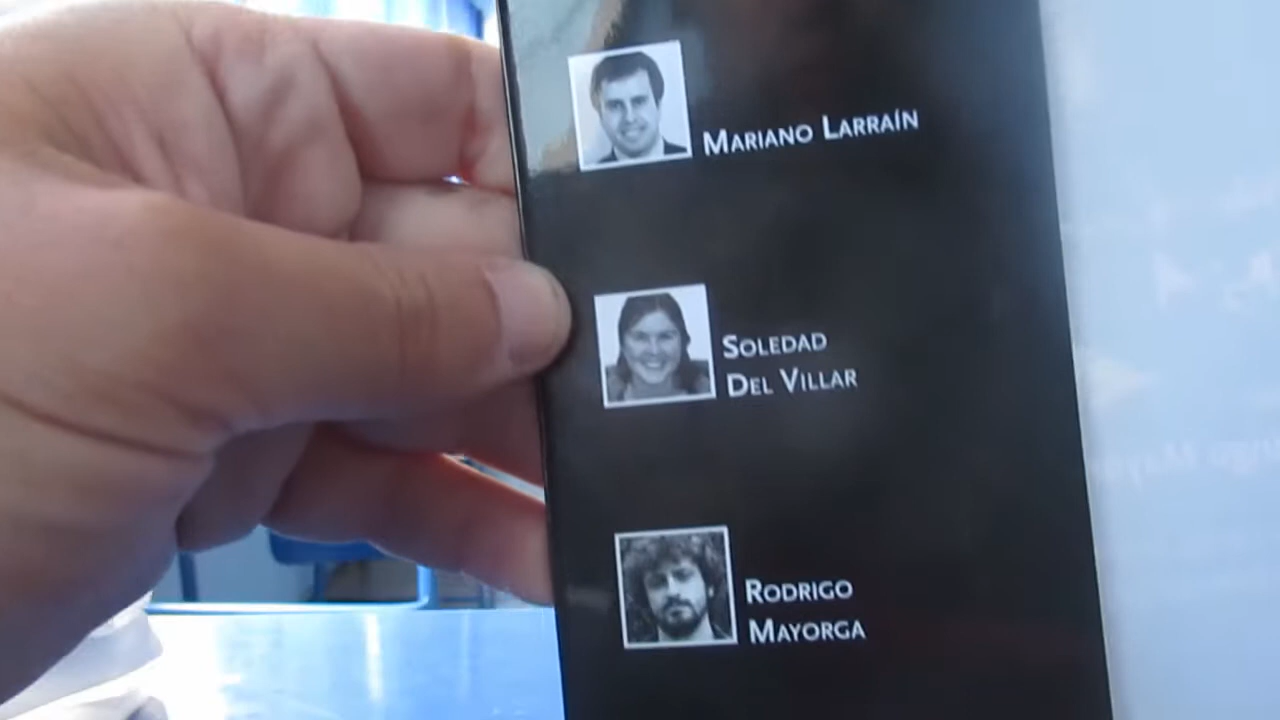 MARIANO LARRAÍN
SOLEDAD
DEL VILLAR
RODRIGO
MAYORGA